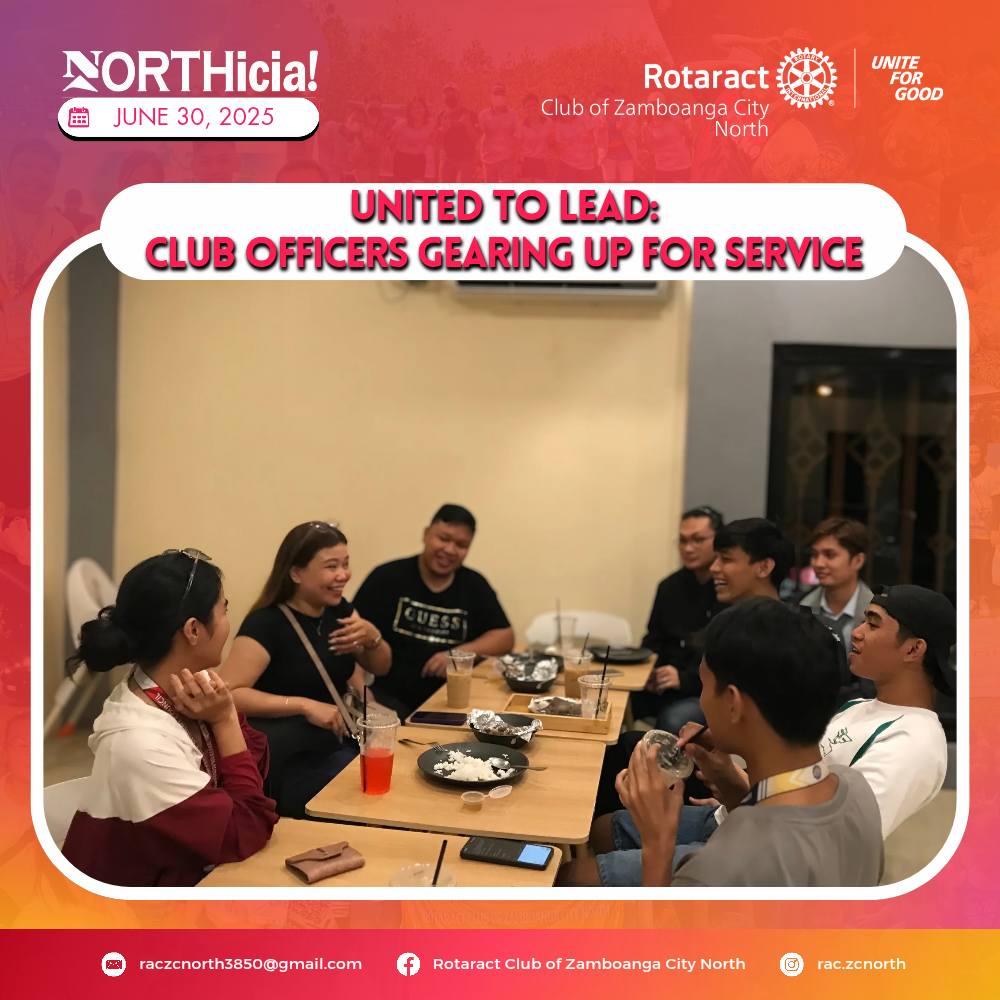 NORTHicia!
JUNE 30, 2025
Rotaract
Club of Zamboanga City
North
UNITE
FOR
GOOD
UNITED TO LEAD:
CLUB OFFICERS GEARING UP FOR SERVICE
GUESS
raczcnorth3850@gmail.com
Rotaract Club of Zamboanga City North
rac.zcnorth